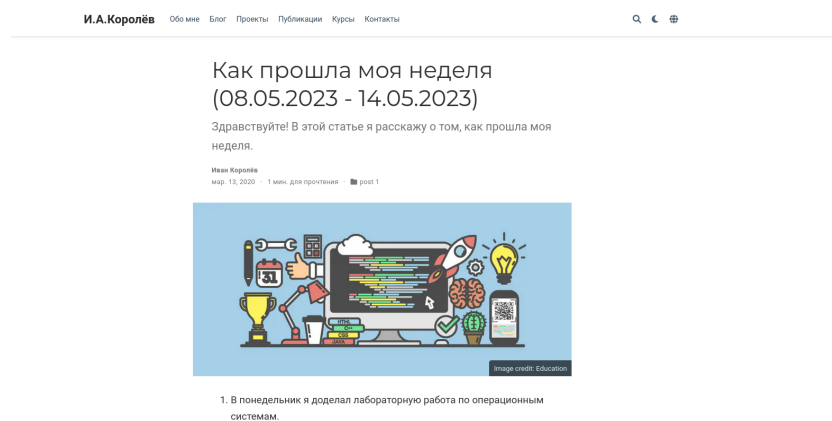 И.А.Королёв Обо мне Блог Проекты Публикации Курсы Контакты
Как прошла моя неделя
(08.05.2023 - 14.05.2023)
Здравствуйте! В этой статье я расскажу о том, как прошла моя
неделя.
Иван Королёв
мар. 13, 2020 · 1 мин. для прочтения · post 1
31
HTML
C++
CSS
JAVA
Image credit: Education
1. В понедельник я доделал лабораторную работа по операционным
системам.